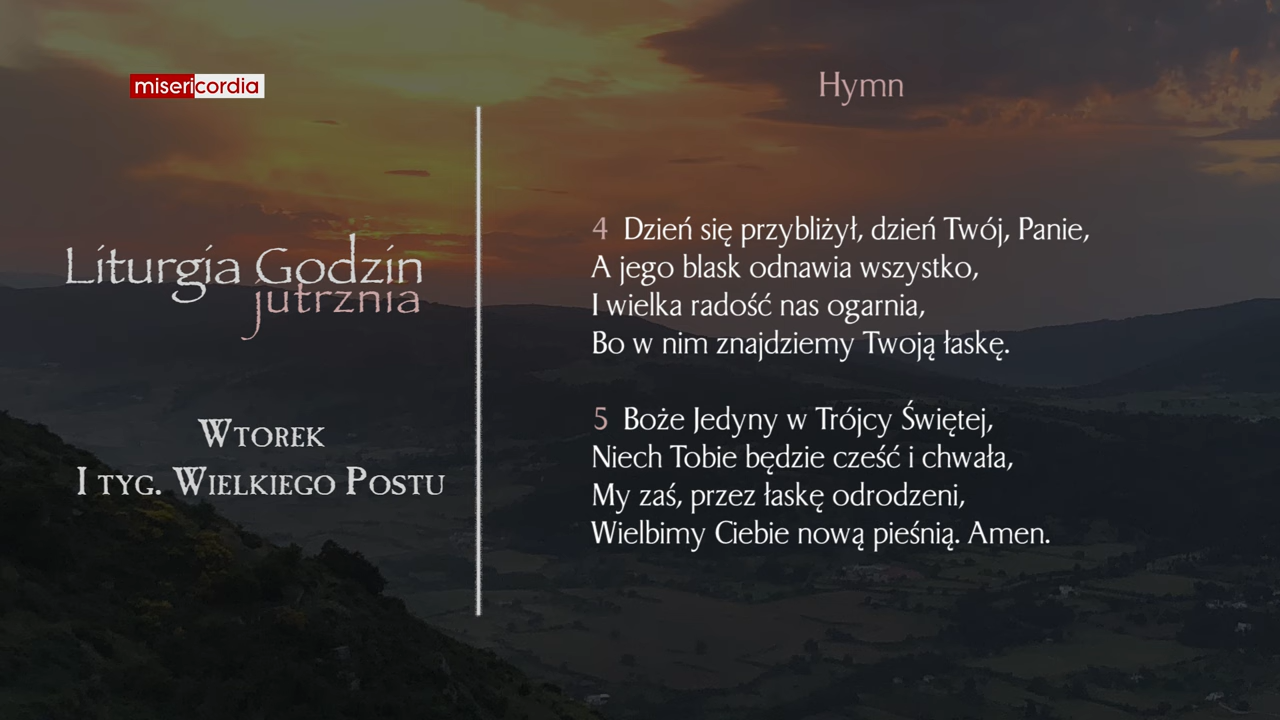 misericordia
Liturgia Godzin
jutrznia
Wtorek
I tyg. Wielkiego Postu
Hymn
4 Dzień się przybliżył, dzień Twój, Panie,
A jego blask odnawia wszystko,
I wielka radość nas ogarnia,
Bo w nim znajdziemy Twoją łaskę.
5 Boże Jedyny w Trójcy Świętej,
Niech Tobie będzie cześć i chwała,
My zaś, przez łaskę odrodzeni,
Wielbimy Ciebie nową pieśnią. Amen.